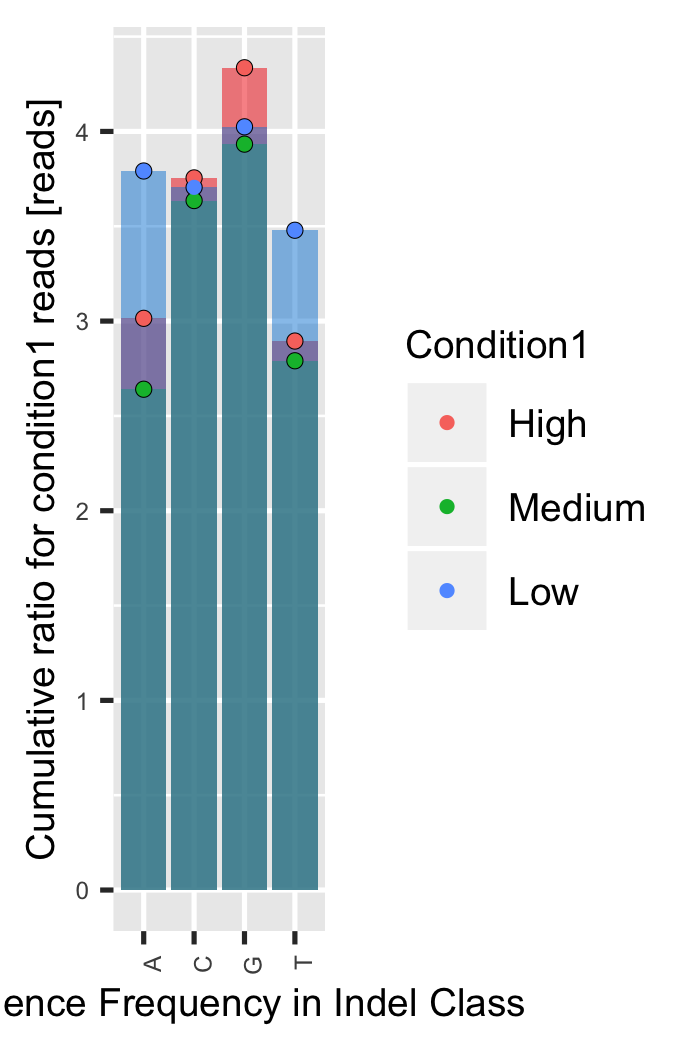 Cumulative ratio for condition1 reads [reads]
4
3
2
1
0
A C G T
ence Frequency in Indel Class
Condition1
High
Medium
Low